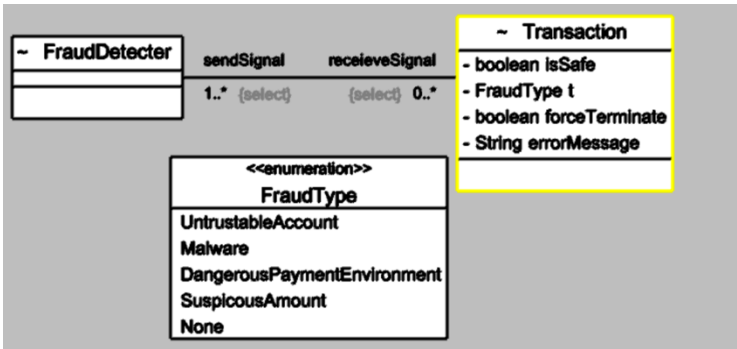 ~ FraudDetecter
sendSignal
receieveSignal
1..* {select}
{select} 0..*
~ Transaction
- boolean isSafe
- FraudType t
- boolean forceTerminate
- String errorMessage
<<enumeration>>
FraudType
UntrustableAccount
Malware
DangerousPaymentEnvironment
SuspicousAmount
None